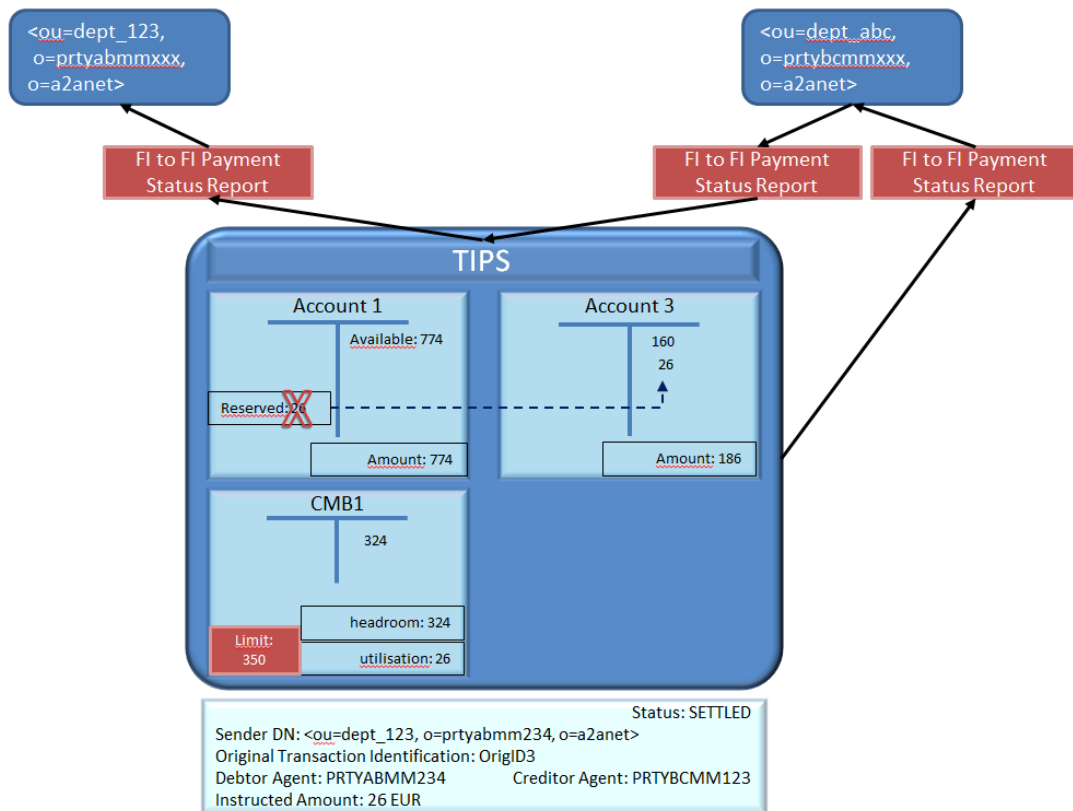 <ou=dept_123,
o=prtyabmmxxx,
o=a2anet>
<ou=dept_abc,
o=prtybcmmxxx,
o=a2anet>
FI to FI Payment
Status Report
FI to FI Payment
Status Report
FI to FI Payment
Status Report
TIPS
Account 1
Available: 774
Reserved: 26
X
Amount: 774
Account 3
160
26
Amount: 186
CMB1
324
headroom: 324
Limit:
350
utilisation: 26
Status: SETTLED
Sender DN: <ou=dept_123, o=prtyabmm234, o=a2anet>
Original Transaction Identification: OrigID3
Debtor Agent: PRTYABMM234 Creditor Agent: PRTYBCMM123
Instructed Amount: 26 EUR